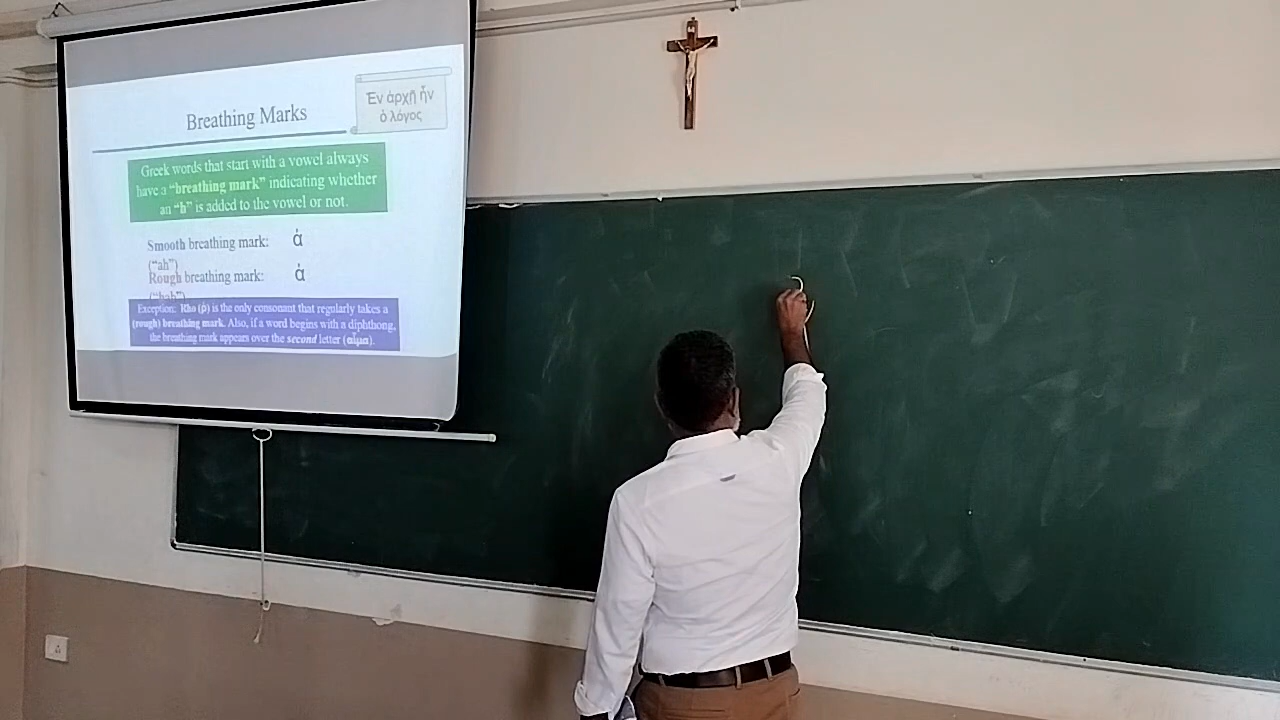 Breathing Marks
Ἐν ἀρχῇ ἦν
ὁ λόγος
Greek words that start with a vowel always
have a “breathing mark” indicating whether
an “h” is added to the vowel or not.
Smooth breathing mark: ἀ
(“ah”)
Rough breathing mark: ἁ
(“hah”)
Exception: Rho (ῥ) is the only consonant that regularly takes a
(rough) breathing mark. Also, if a word begins with a diphthong,
the breathing mark appears over the second letter (αἷμα).